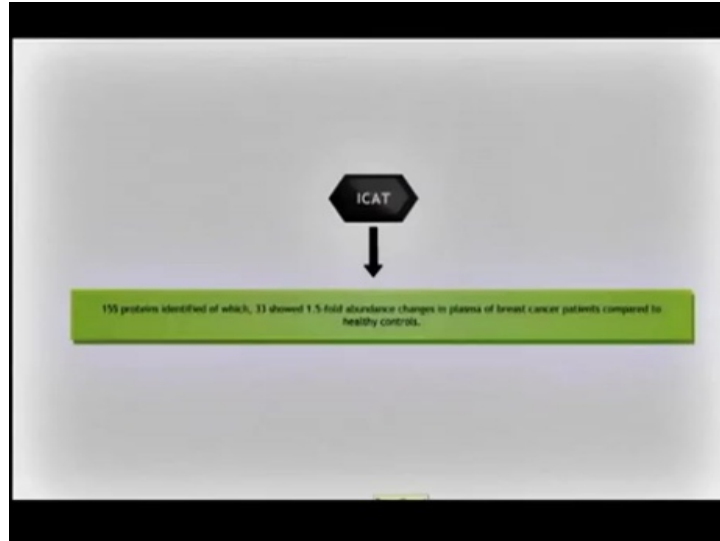 ICAT
155 proteins identified of which, 33 showed 1.5-fold abundance changes in plasma of breast cancer patients compared to
healthy controls.